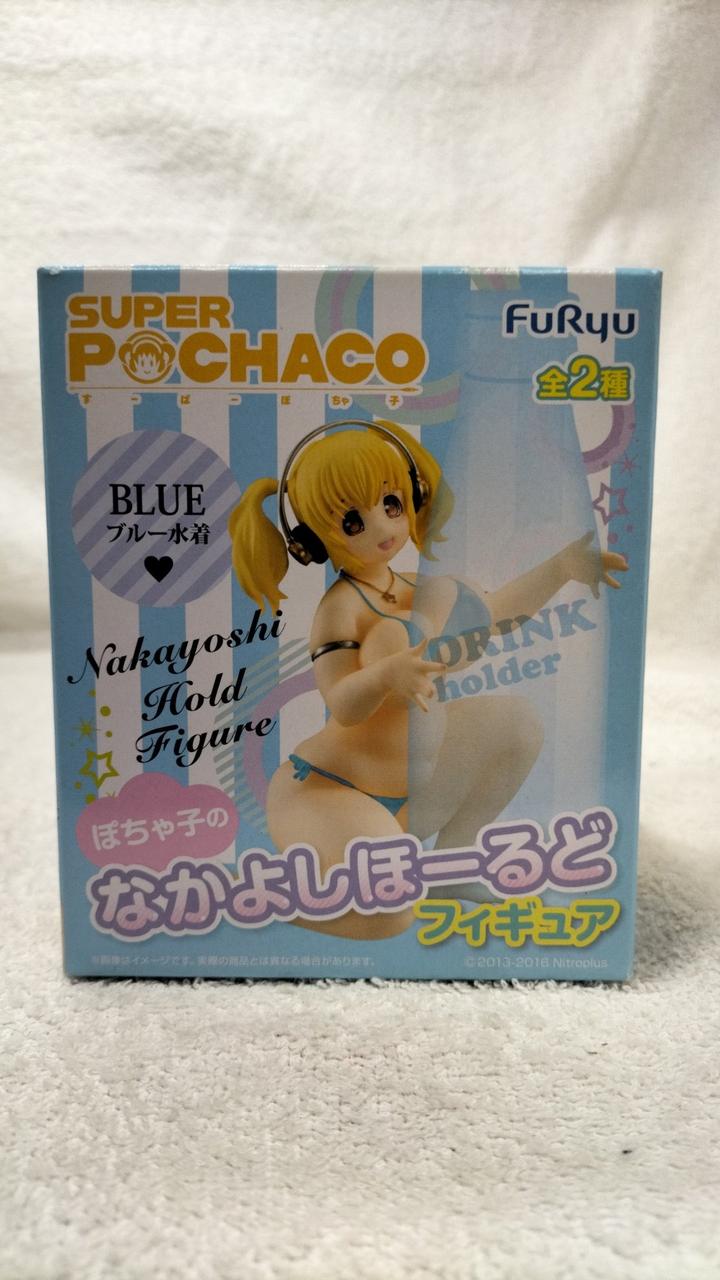 SUPER
POCHACO
すーぱーぽちゃ子
FuRyu
全2種
BLUE
ブルー水着
Nakayoshi
Hold
Figure
DRINK
holder
ぽちゃ子の
なかよしほーるど
フィギュア
※画像はイメージです。実際の商品とは異なる場合があります。
©2013-2016 Nitroplus